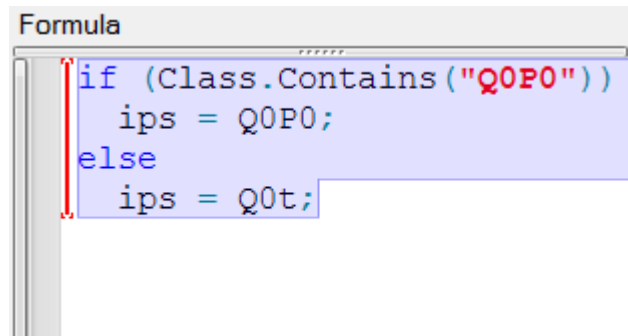 Formula
if (Class.Contains("Q0P0"))
  ips = Q0P0;
else
  ips = Q0t;